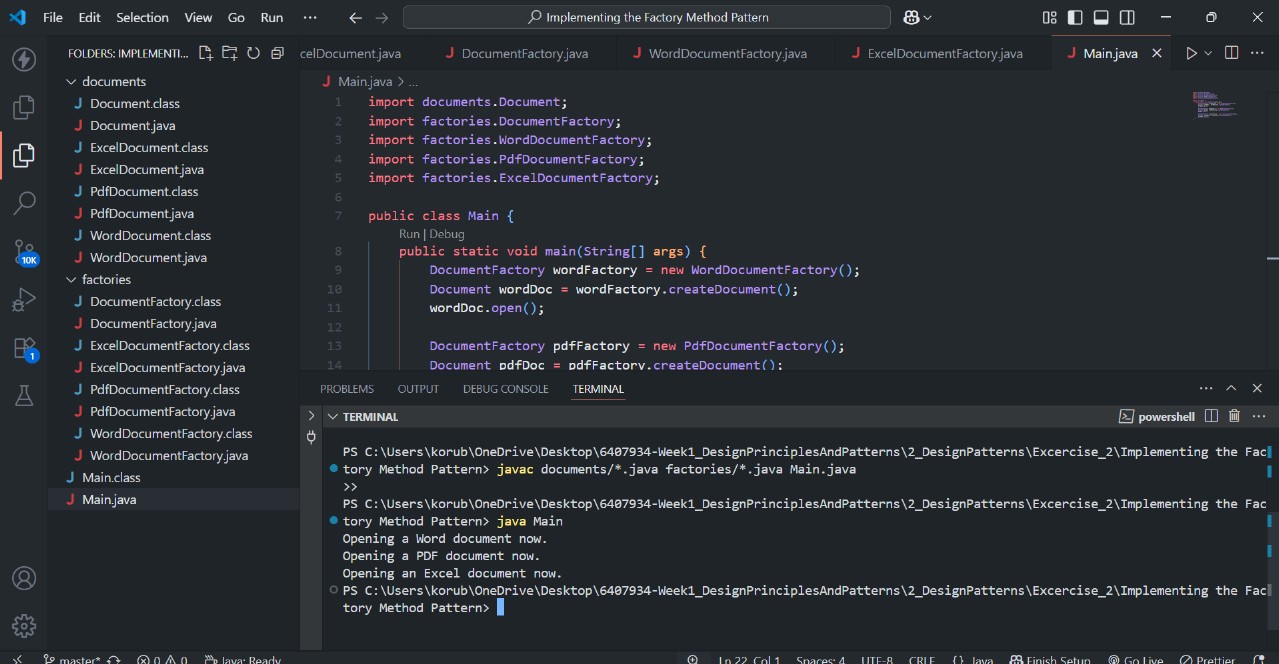 File Edit Selection View Go Run ··· Implementing the Factory Method Pattern
FOLDERS: IMPLEMENTI...
documents
Document.class
Document.java
ExcelDocument.class
ExcelDocument.java
PdfDocument.class
PdfDocument.java
WordDocument.class
WordDocument.java
factories
DocumentFactory.class
DocumentFactory.java
ExcelDocumentFactory.class
ExcelDocumentFactory.java
PdfDocumentFactory.class
PdfDocumentFactory.java
WordDocumentFactory.class
WordDocumentFactory.java
Main.class
Main.java
10K
1
celDocument.java DocumentFactory.java WordDocumentFactory.java ExcelDocumentFactory.java Main.java
Main.java > ...
1 import documents.Document;
2 import factories.DocumentFactory;
3 import factories.WordDocumentFactory;
4 import factories.PdfDocumentFactory;
5 import factories.ExcelDocumentFactory;
6
7 public class Main {
Run | Debug
8 public static void main(String[] args) {
9 DocumentFactory wordFactory = new WordDocumentFactory();
10 Document wordDoc = wordFactory.createDocument();
11 wordDoc.open();
12
13 DocumentFactory pdfFactory = new PdfDocumentFactory();
14 Document pdfDoc = pdfFactory.createDocument();
PROBLEMS OUTPUT DEBUG CONSOLE TERMINAL
TERMINAL powershell
PS C:\Users\korub\OneDrive\Desktop\6407934-Week1_DesignPrinciplesAndPatterns\2_DesignPatterns\Excercise_2\Implementing the Fac
tory Method Pattern> javac documents/*.java factories/*.java Main.java
>>
PS C:\Users\korub\OneDrive\Desktop\6407934-Week1_DesignPrinciplesAndPatterns\2_DesignPatterns\Excercise_2\Implementing the Fac
tory Method Pattern> java Main
Opening a Word document now.
Opening a PDF document now.
Opening an Excel document now.
PS C:\Users\korub\OneDrive\Desktop\6407934-Week1_DesignPrinciplesAndPatterns\2_DesignPatterns\Excercise_2\Implementing the Fac
tory Method Pattern>
master* 0 0 Java: Ready Ln 22, Col 1 Spaces: 4 UTF-8 CRLF {} Java Finish Setup Go Live Prettier